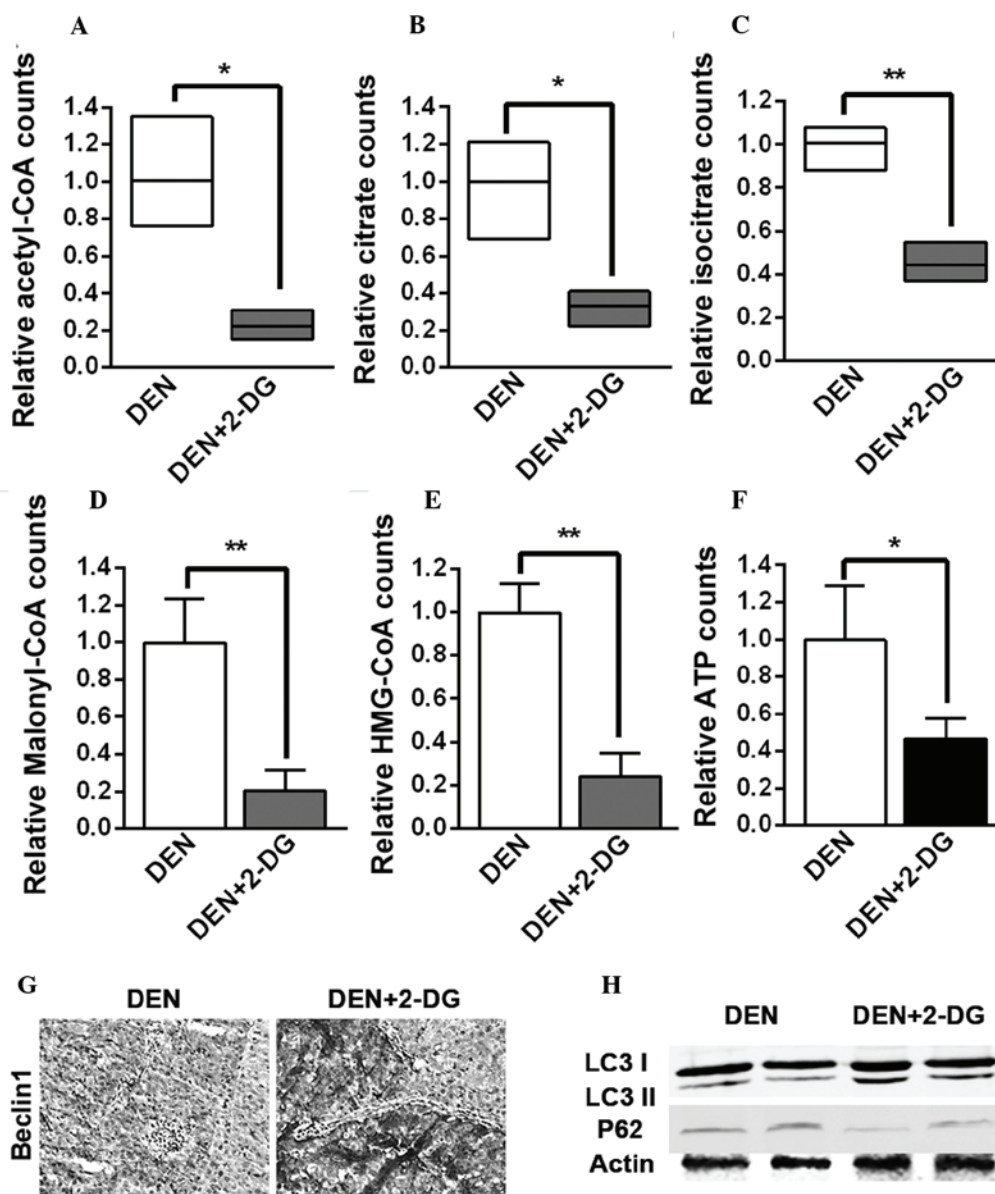 A
Relative acetyl-CoA counts
*
1.4
1.2
1.0
0.8
0.6
0.4
0.2
0.0
DEN
DEN+2-DG
B
Relative citrate counts
*
1.4
1.2
1.0
0.8
0.6
0.4
0.2
0.0
DEN
DEN+2-DG
C
Relative isocitrate counts
**
1.2
1.0
0.8
0.6
0.4
0.2
0.0
DEN
DEN+2-DG
D
Relative Malonyl-CoA counts
**
1.4
1.2
1.0
0.8
0.6
0.4
0.2
0.0
DEN
DEN+2-DG
E
Relative HMG-CoA counts
**
1.2
1.0
0.8
0.6
0.4
0.2
0.0
DEN
DEN+2-DG
F
Relative ATP counts
*
1.4
1.2
1.0
0.8
0.6
0.4
0.2
0.0
DEN
DEN+2-DG
G
DEN DEN+2-DG
Beclin1
H
DEN DEN+2-DG
LC3 I
LC3 II
P62
Actin